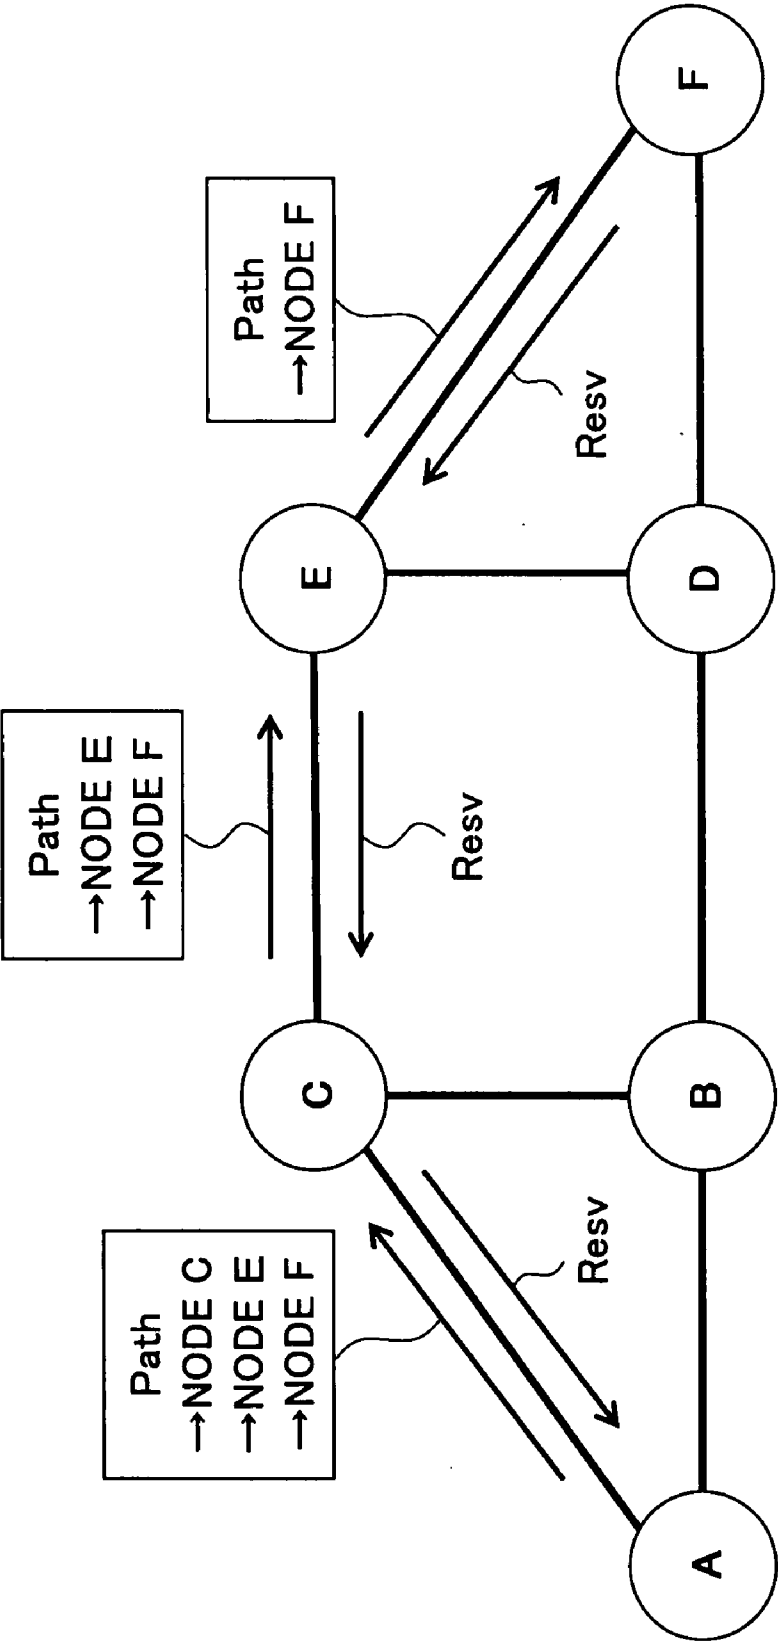 Path
→NODE C
→NODE E
→NODE F
Path
→NODE E
→NODE F
Path
→NODE F
C
E
Resv
Resv
Resv
A
B
D
F